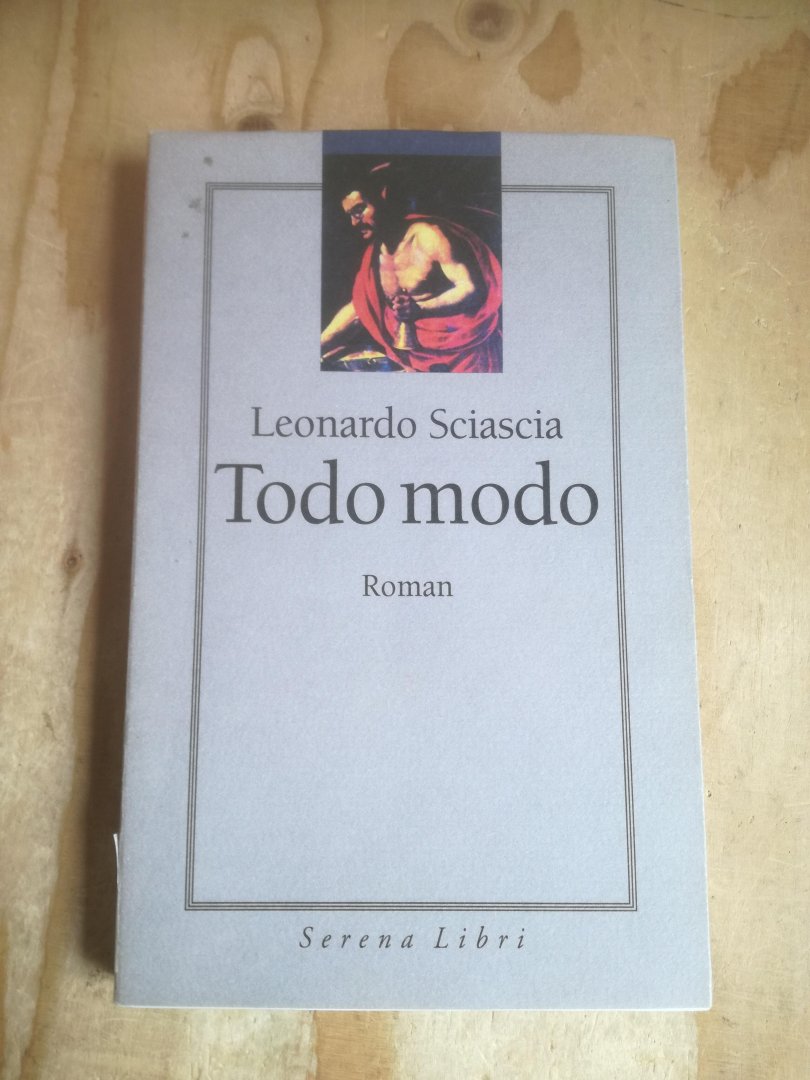 Leonardo Sciascia
Todo modo
Roman
Serena Libri